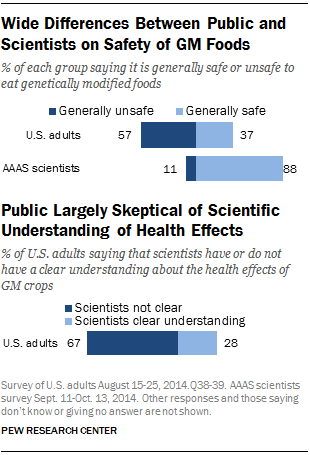 Wide Differences Between Public and
Scientists on Safety of GM Foods
% of each group saying it is generally safe or unsafe to
eat genetically modified foods
Generally unsafe Generally safe
U.S. adults 57 37
AAAS scientists 11 88
Public Largely Skeptical of Scientific
Understanding of Health Effects
% of U.S. adults saying that scientists have or do not
have a clear understanding about the health effects of
GM crops
Scientists not clear
Scientists clear understanding
U.S. adults 67 28
Survey of U.S. adults August 15-25, 2014.Q38-39. AAAS scientists
survey Sept. 11-Oct. 13, 2014. Other responses and those saying
don't know or giving no answer are not shown.
PEW RESEARCH CENTER